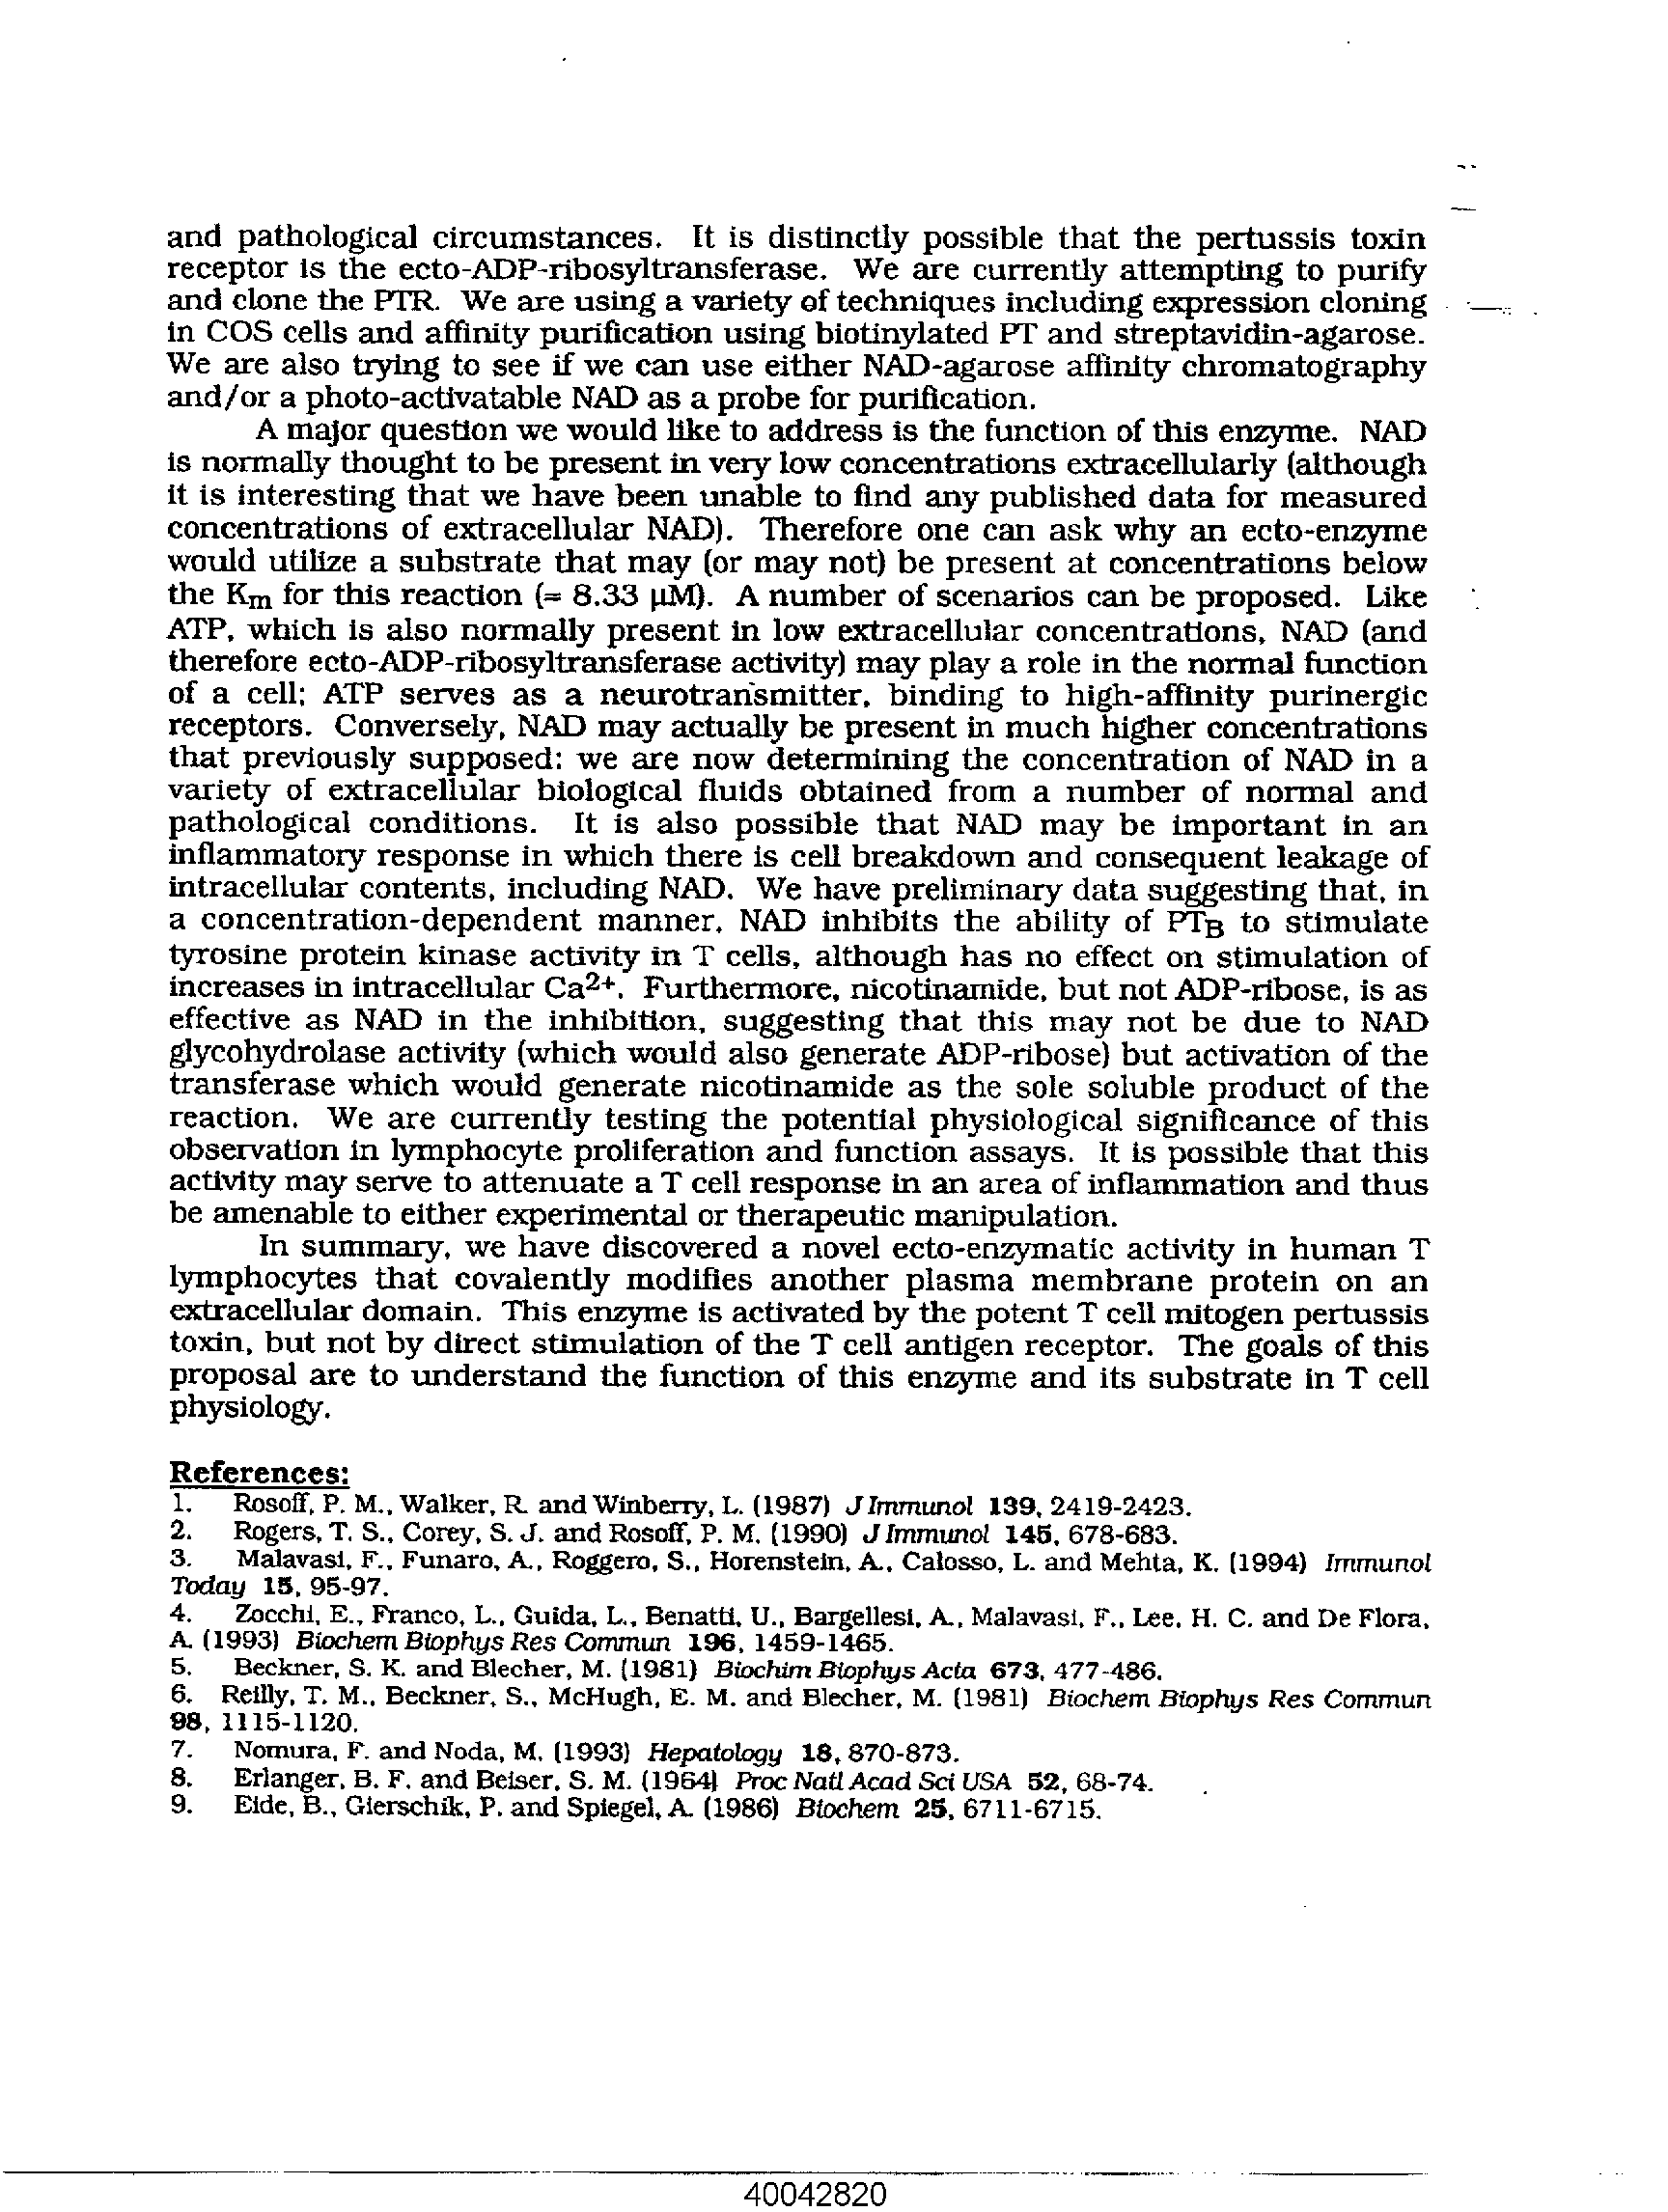 and pathological circumstances. It is distinctly possible that the pertussis toxin
receptor is the ecto-ADP-ribosyltransferase. We are currently attempting to purify
and clone the PTR. We are using a variety of techniques including expression cloning
in COS cells and affinity purification using biotinylated PT and streptavidin-agarose.
We are also trying to see if we can use either NAD-agarose affinity chromatography
and/or a photo-activatable NAD as a probe for purification.
A major question we would like to address is the function of this enzyme. NAD
is normally thought to be present in very low concentrations extracellularly (although
it is interesting that we have been unable to find any published data for measured
concentrations of extracellular NAD). Therefore one can ask why an ecto-enzyme
would utilize a substrate that may (or may not) be present at concentrations below
the Km for this reaction (= 8.33 µM). A number of scenarios can be proposed. Like
ATP, which is also normally present in low extracellular concentrations, NAD (and
therefore ecto-ADP-ribosyltransferase activity) may play a role in the normal function
of a cell; ATP serves as a neurotransmitter, binding to high-affinity purinergic
receptors. Conversely, NAD may actually be present in much higher concentrations
that previously supposed: we are now determining the concentration of NAD in a
variety of extracellular biological fluids obtained from a number of normal and
pathological conditions. It is also possible that NAD may be important in an
inflammatory response in which there is cell breakdown and consequent leakage of
intracellular contents, including NAD. We have preliminary data suggesting that, in
a concentration-dependent manner, NAD inhibits the ability of PTB to stimulate
tyrosine protein kinase activity in T cells, although has no effect on stimulation of
increases in intracellular Ca2+. Furthermore, nicotinamide, but not ADP-ribose, is as
effective as NAD in the inhibition, suggesting that this may not be due to NAD
glycohydrolase activity (which would also generate ADP-ribose) but activation of the
transferase which would generate nicotinamide as the sole soluble product of the
reaction. We are currently testing the potential physiological significance of this
observation in lymphocyte proliferation and function assays. It is possible that this
activity may serve to attenuate a T cell response in an area of inflammation and thus
be amenable to either experimental or therapeutic manipulation.
In summary, we have discovered a novel ecto-enzymatic activity in human T
lymphocytes that covalently modifies another plasma membrane protein on an
extracellular domain. This enzyme is activated by the potent T cell mitogen pertussis
toxin, but not by direct stimulation of the T cell antigen receptor. The goals of this
proposal are to understand the function of this enzyme and its substrate in T cell
physiology.
References:
1. Rosoff, P. M., Walker, R. and Winberry, L. (1987) J Immunol 139, 2419-2423.
2. Rogers, T. S., Corey, S. J. and Rosoff, P. M. (1990) J Immunol 145, 678-683.
3. Malavasi, F., Funaro, A., Roggero, S., Horenstein, A., Calosso, L. and Mehta, K. (1994) Immunol
Today 15, 95-97.
4. Zocchi, E., Franco, L., Guida, L., Benatti, U., Bargellesi, A., Malavasi, F., Lee, H. C. and De Flora,
A. (1993) Biochem Biophys Res Commun 196, 1459-1465.
5. Beckner, S. K. and Blecher, M. (1981) Biochim Biophys Acta 673, 477-486.
6. Reilly, T. M., Beckner, S., McHugh, E. M. and Blecher, M. (1981) Biochem Biophys Res Commun
98, 1115-1120.
7. Nomura, F. and Noda, M. (1993) Hepatology 18, 870-873.
8. Erlanger, B. F. and Beiser, S. M. (1964) Proc Natl Acad Sci USA 52, 68-74.
9. Eide, B., Gierschik, P. and Spiegel, A. (1986) Biochem 25, 6711-6715.
40042820